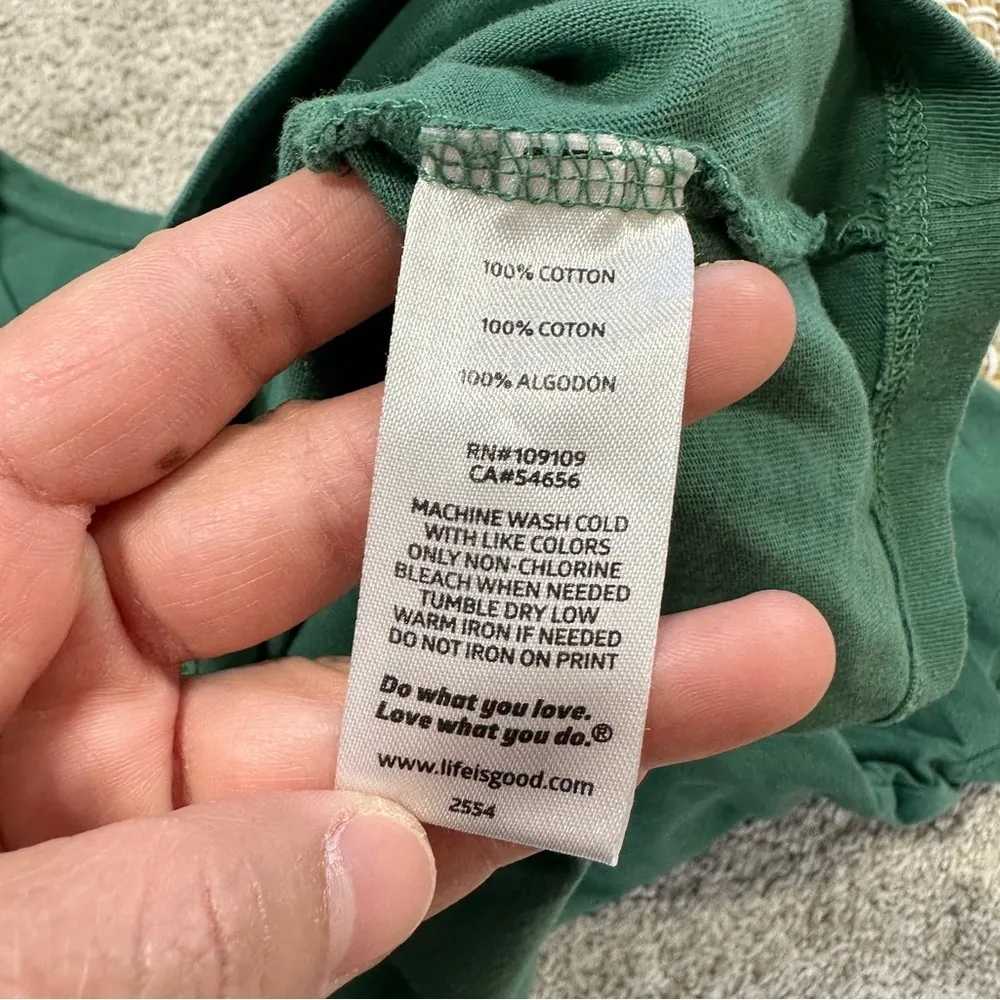 100% COTTON
100% COTON
100% ALGODÓN
RN#109109
CA#54656
MACHINE WASH COLD
WITH LIKE COLORS
ONLY NON-CHLORINE
BLEACH WHEN NEEDED
TUMBLE DRY LOW
WARM IRON IF NEEDED
DO NOT IRON ON PRINT
Do what you love.
Love what you do.®
www.lifeisgood.com
2554